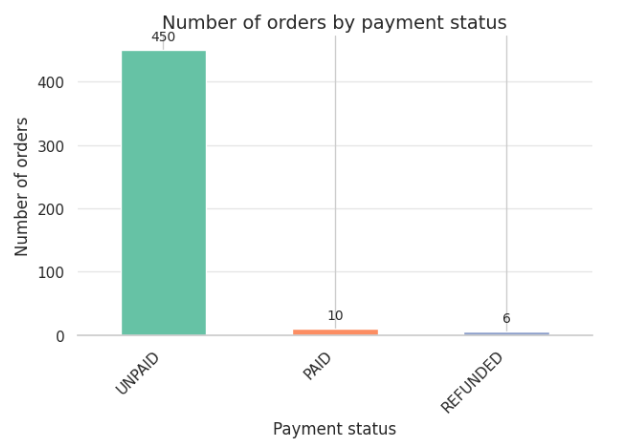 Number of orders by payment status
450
10
6
400
300
200
100
0
Number of orders
UNPAID
PAID
REFUNDED
Payment status